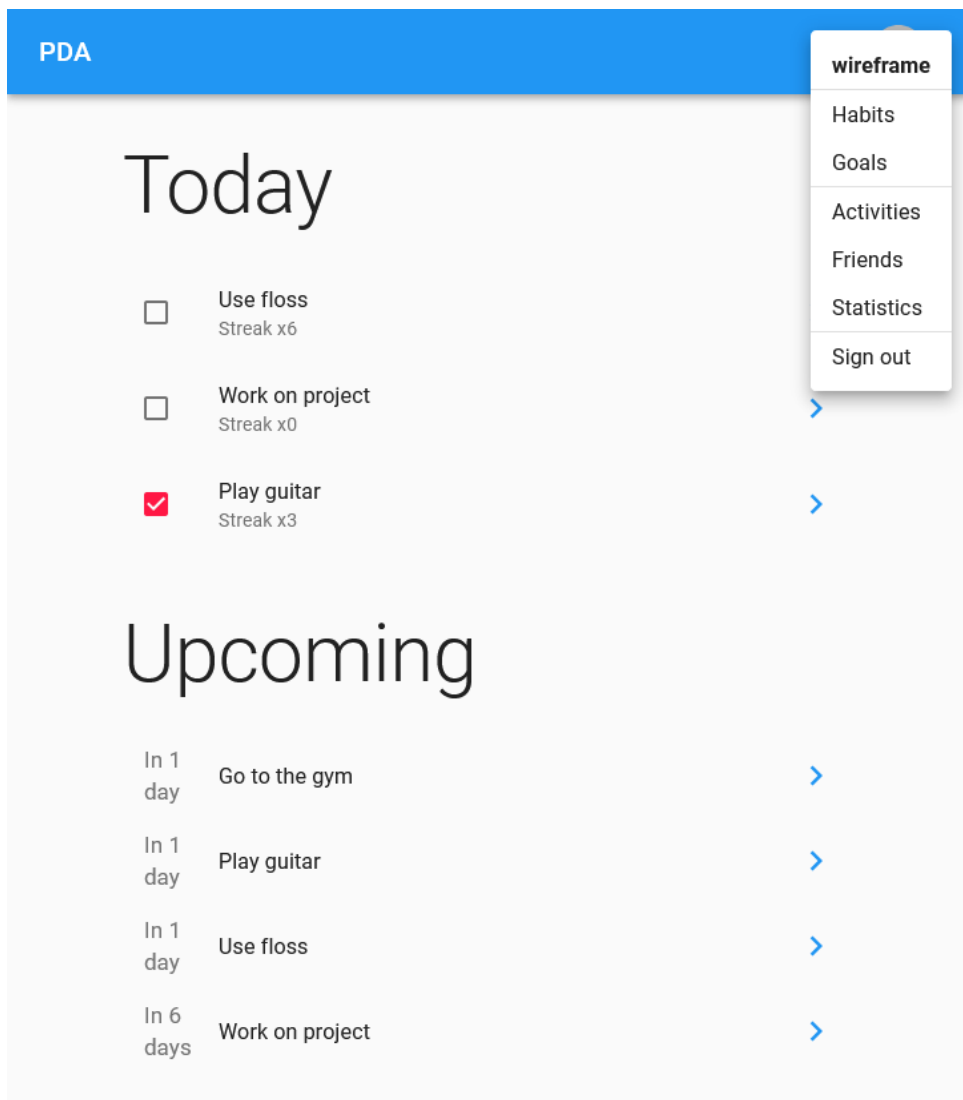 PDA
wireframe
Habits
Goals
Activities
Friends
Statistics
Sign out
Today
Use floss
Streak x6
Work on project
Streak x0
Play guitar
Streak x3
Upcoming
In 1
day
Go to the gym
In 1
day
Play guitar
In 1
day
Use floss
In 6
days
Work on project